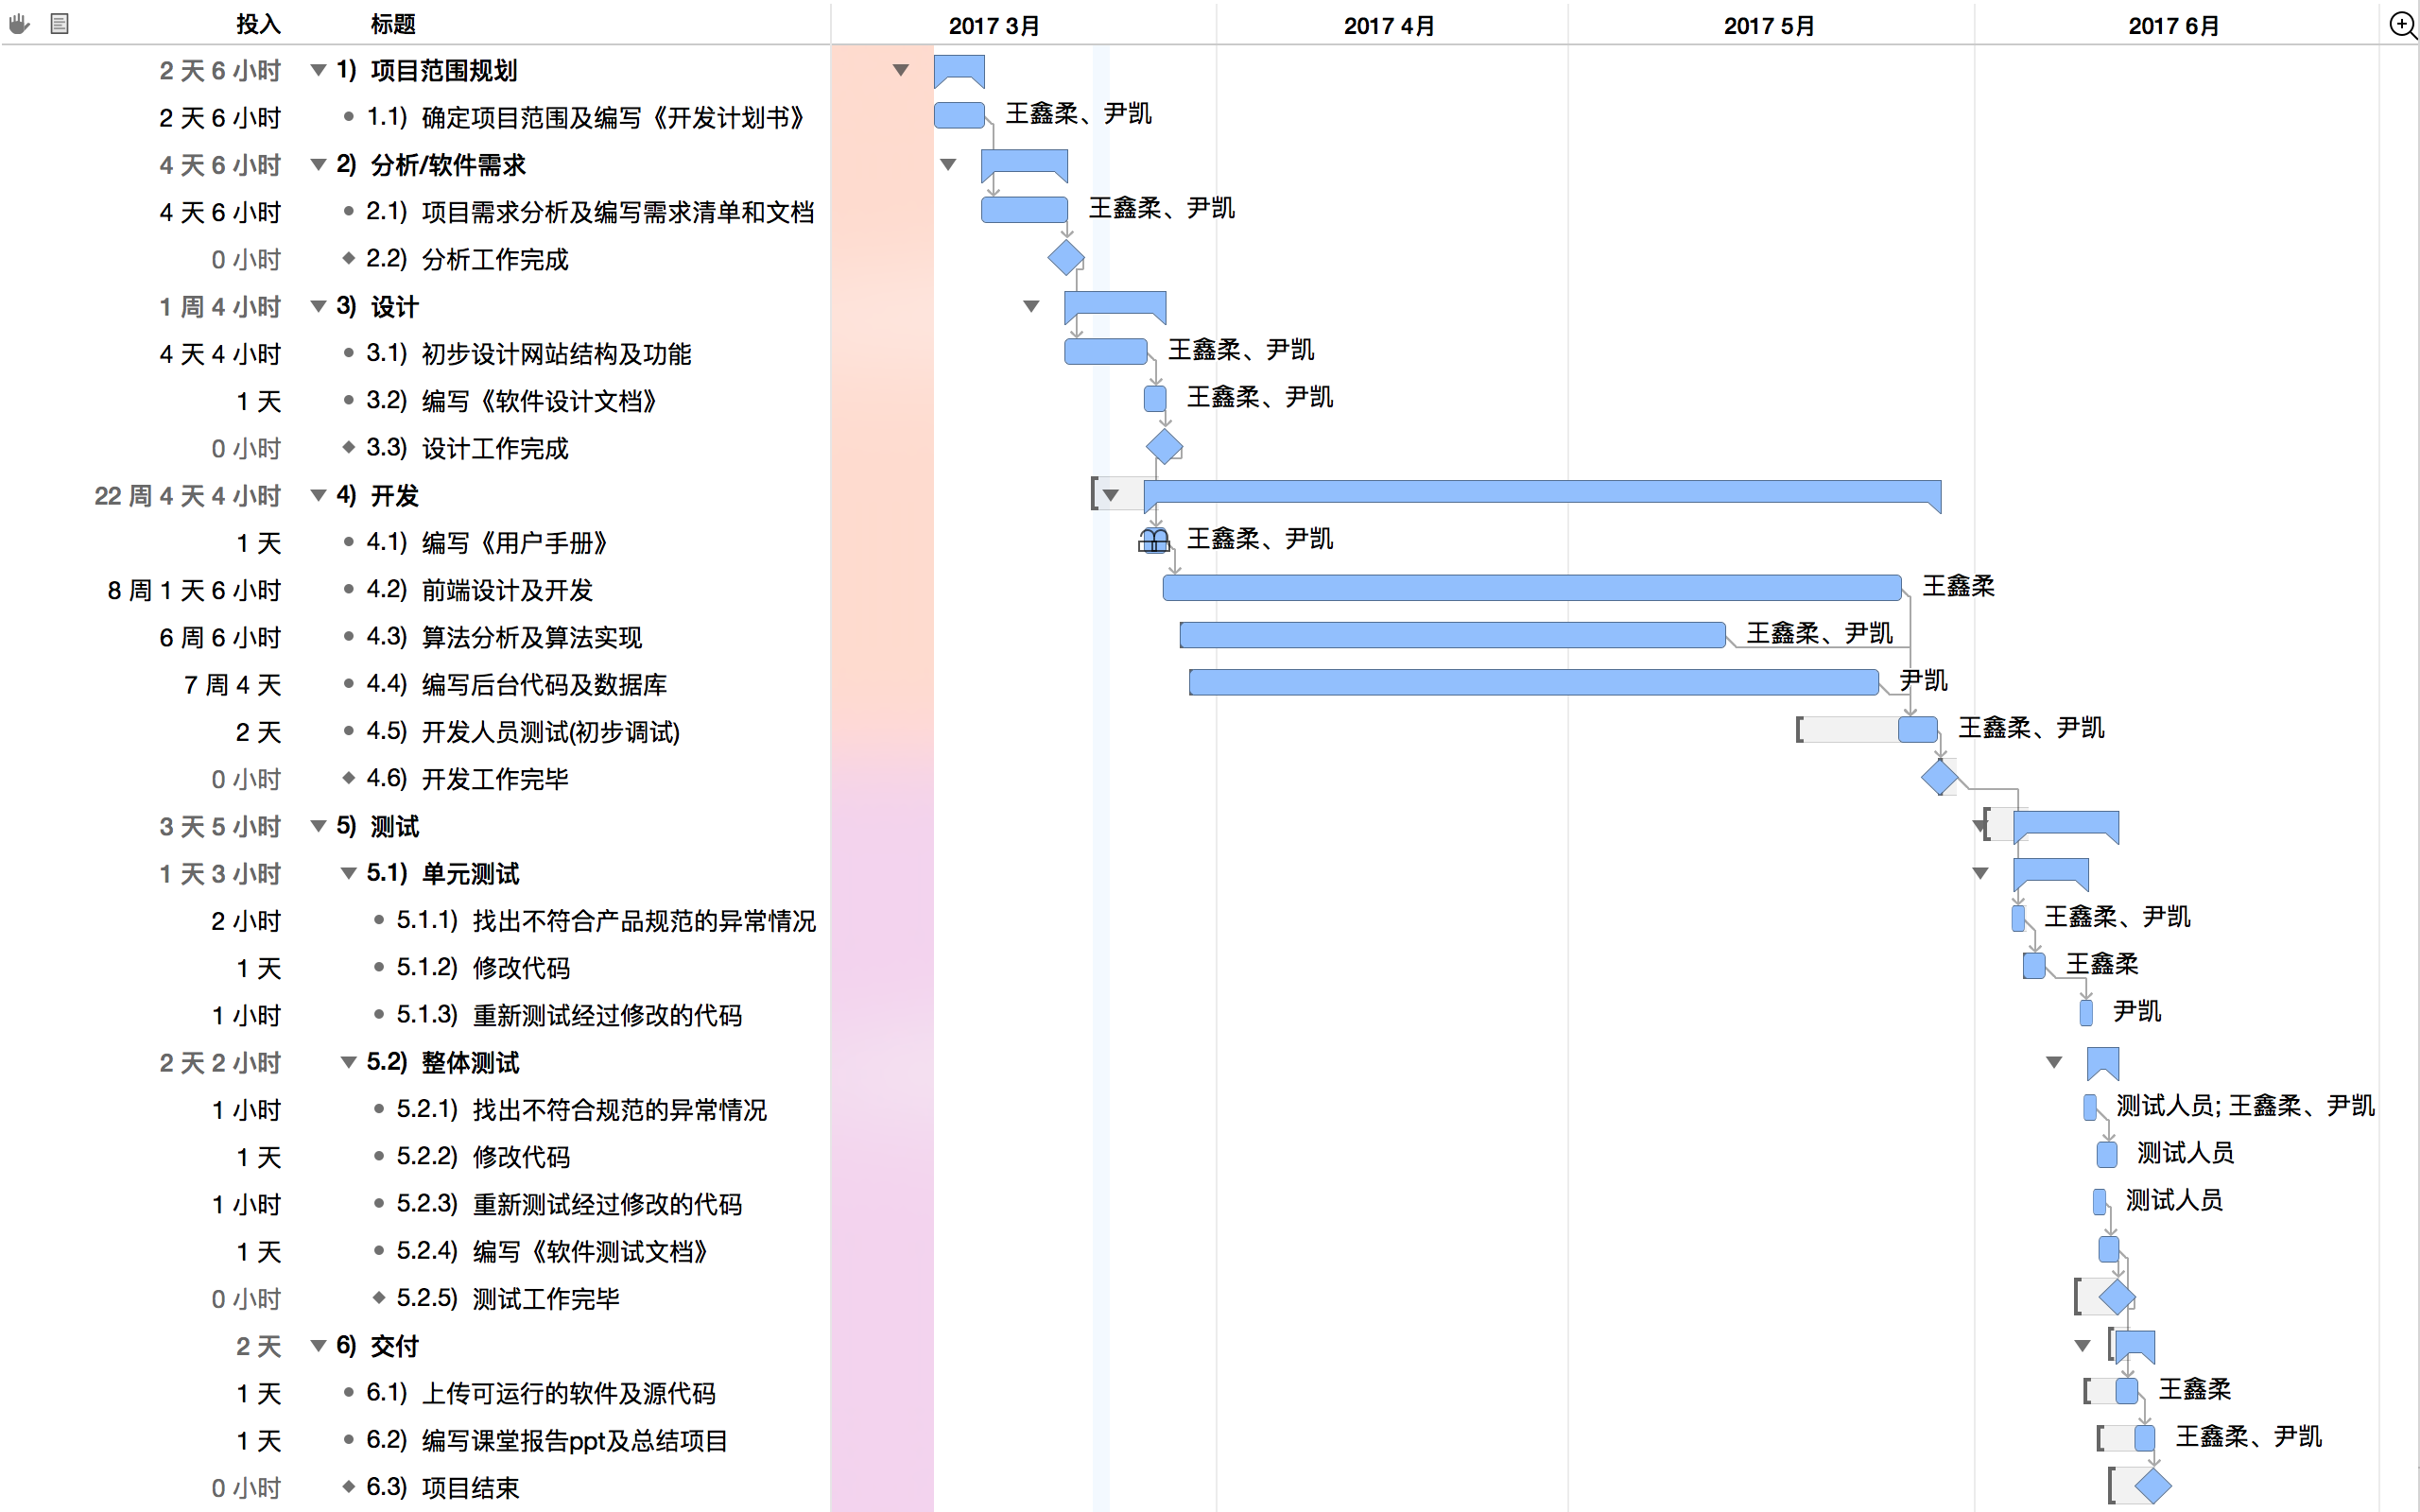 投入 标题 2017 3月 2017 4月 2017 5月 2017 6月
2 天 6 小时 1) 项目范围规划
2 天 6 小时 1.1) 确定项目范围及编写《开发计划书》 王鑫柔、尹凯
4 天 6 小时 2) 分析/软件需求
4 天 6 小时 2.1) 项目需求分析及编写需求清单和文档 王鑫柔、尹凯
0 小时 2.2) 分析工作完成
1 周 4 小时 3) 设计
4 天 4 小时 3.1) 初步设计网站结构及功能 王鑫柔、尹凯
1 天 3.2) 编写《软件设计文档》 王鑫柔、尹凯
0 小时 3.3) 设计工作完成
22 周 4 天 4 小时 4) 开发
1 天 4.1) 编写《用户手册》 王鑫柔、尹凯
8 周 1 天 6 小时 4.2) 前端设计及开发 王鑫柔
6 周 6 小时 4.3) 算法分析及算法实现 王鑫柔、尹凯
7 周 4 天 4.4) 编写后台代码及数据库 尹凯
2 天 4.5) 开发人员测试(初步调试) 王鑫柔、尹凯
0 小时 4.6) 开发工作完毕
3 天 5 小时 5) 测试
1 天 3 小时 5.1) 单元测试
2 小时 5.1.1) 找出不符合产品规范的异常情况 王鑫柔、尹凯
1 天 5.1.2) 修改代码 王鑫柔
1 小时 5.1.3) 重新测试经过修改的代码 尹凯
2 天 2 小时 5.2) 整体测试
1 小时 5.2.1) 找出不符合规范的异常情况 测试人员; 王鑫柔、尹凯
1 天 5.2.2) 修改代码 测试人员
1 小时 5.2.3) 重新测试经过修改的代码 测试人员
1 天 5.2.4) 编写《软件测试文档》
0 小时 5.2.5) 测试工作完毕
2 天 6) 交付
1 天 6.1) 上传可运行的软件及源代码 王鑫柔
1 天 6.2) 编写课堂报告ppt及总结项目 王鑫柔、尹凯
0 小时 6.3) 项目结束